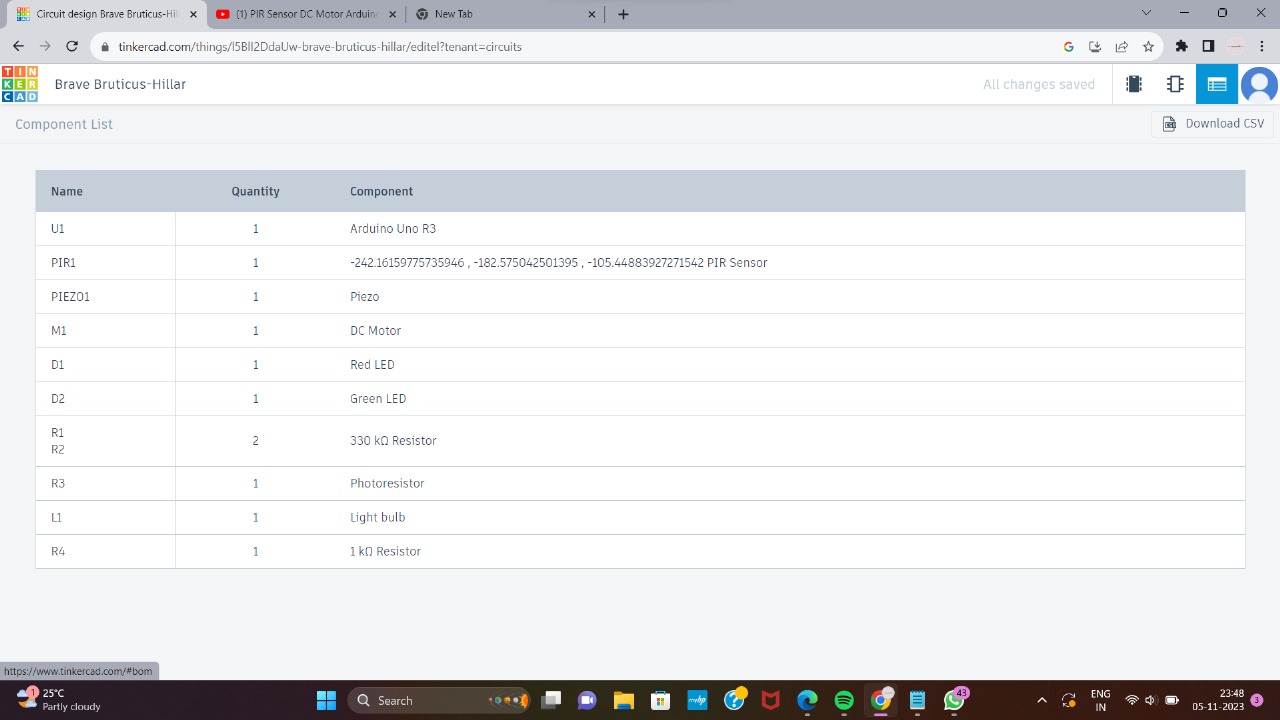 Circuit design Brave Bruticus-Hil
(1) PIR Sensor DC Motor Arduin
New Tab
tinkercad.com/things/l5BlI2DdaUw-brave-bruticus-hillar/editel?tenant=circuits
TIN
KER
CAD
Brave Bruticus-Hillar
All changes saved
Component List
Download CSV
Name Quantity Component
U1 1 Arduino Uno R3
PIR1 1 -242.16159775735946 , -182.575042501395 , -105.44883927271542 PIR Sensor
PIEZO1 1 Piezo
M1 1 DC Motor
D1 1 Red LED
D2 1 Green LED
R1
R2 2 330 kΩ Resistor
R3 1 Photoresistor
L1 1 Light bulb
R4 1 1 kΩ Resistor
https://www.tinkercad.com/#bom
1
25°C
Partly cloudy
Search
myhp
43
ENG
IN
23:48
05-11-2023
3